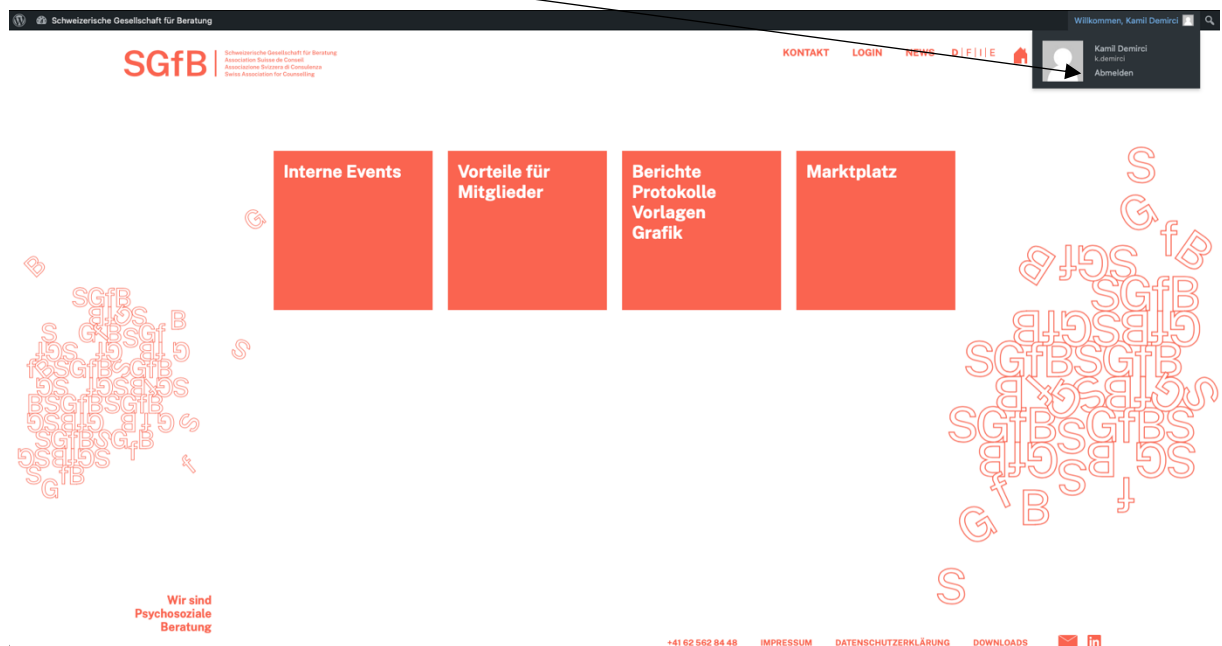 Schweizerische Gesellschaft für Beratung
Willkommen, Kamil Demirci
Kamil Demirci
k.demirci
Abmelden
SGfB
Schweizerische Gesellschaft für Beratung
Association Suisse de Conseil
Associazione Svizzera di Consulenza
Swiss Association for Counselling
KONTAKT LOGIN NEWS D|F|I|E
Interne Events
Vorteile für
Mitglieder
Berichte
Protokolle
Vorlagen
Grafik
Marktplatz
Wir sind
Psychosoziale
Beratung
+41 62 562 84 48 IMPRESSUM DATENSCHUTZERKLÄRUNG DOWNLOADS
in